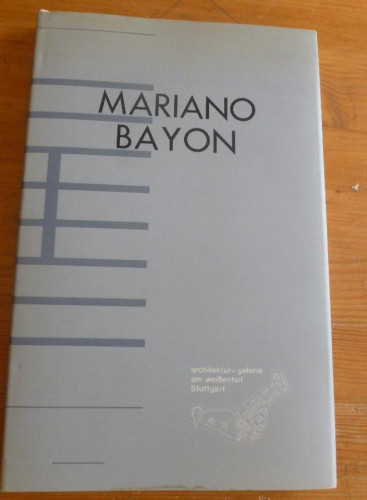 MARIANO
BAYON
architektur-galerie
am weißenhof
Stuttgart